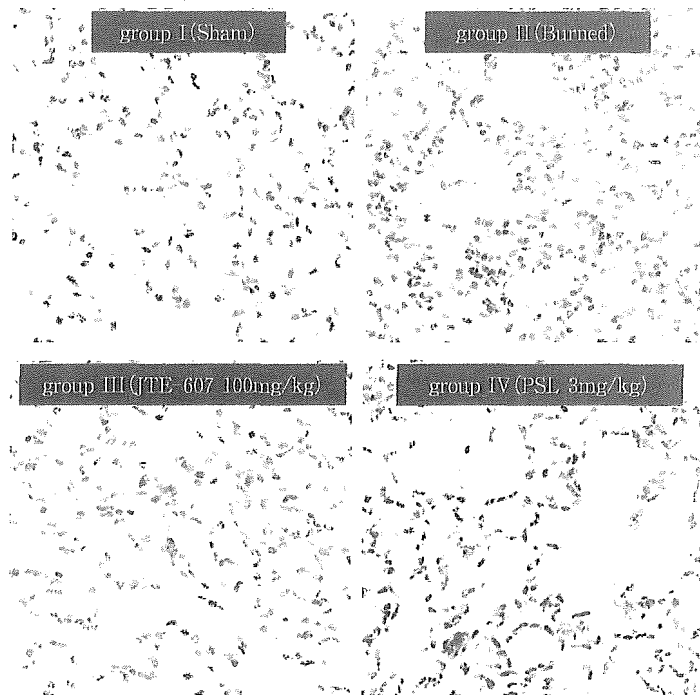 group I (Sham)
group II (Burned)
group III (JTE 607 100mg/kg)
group IV (PSL 3mg/kg)